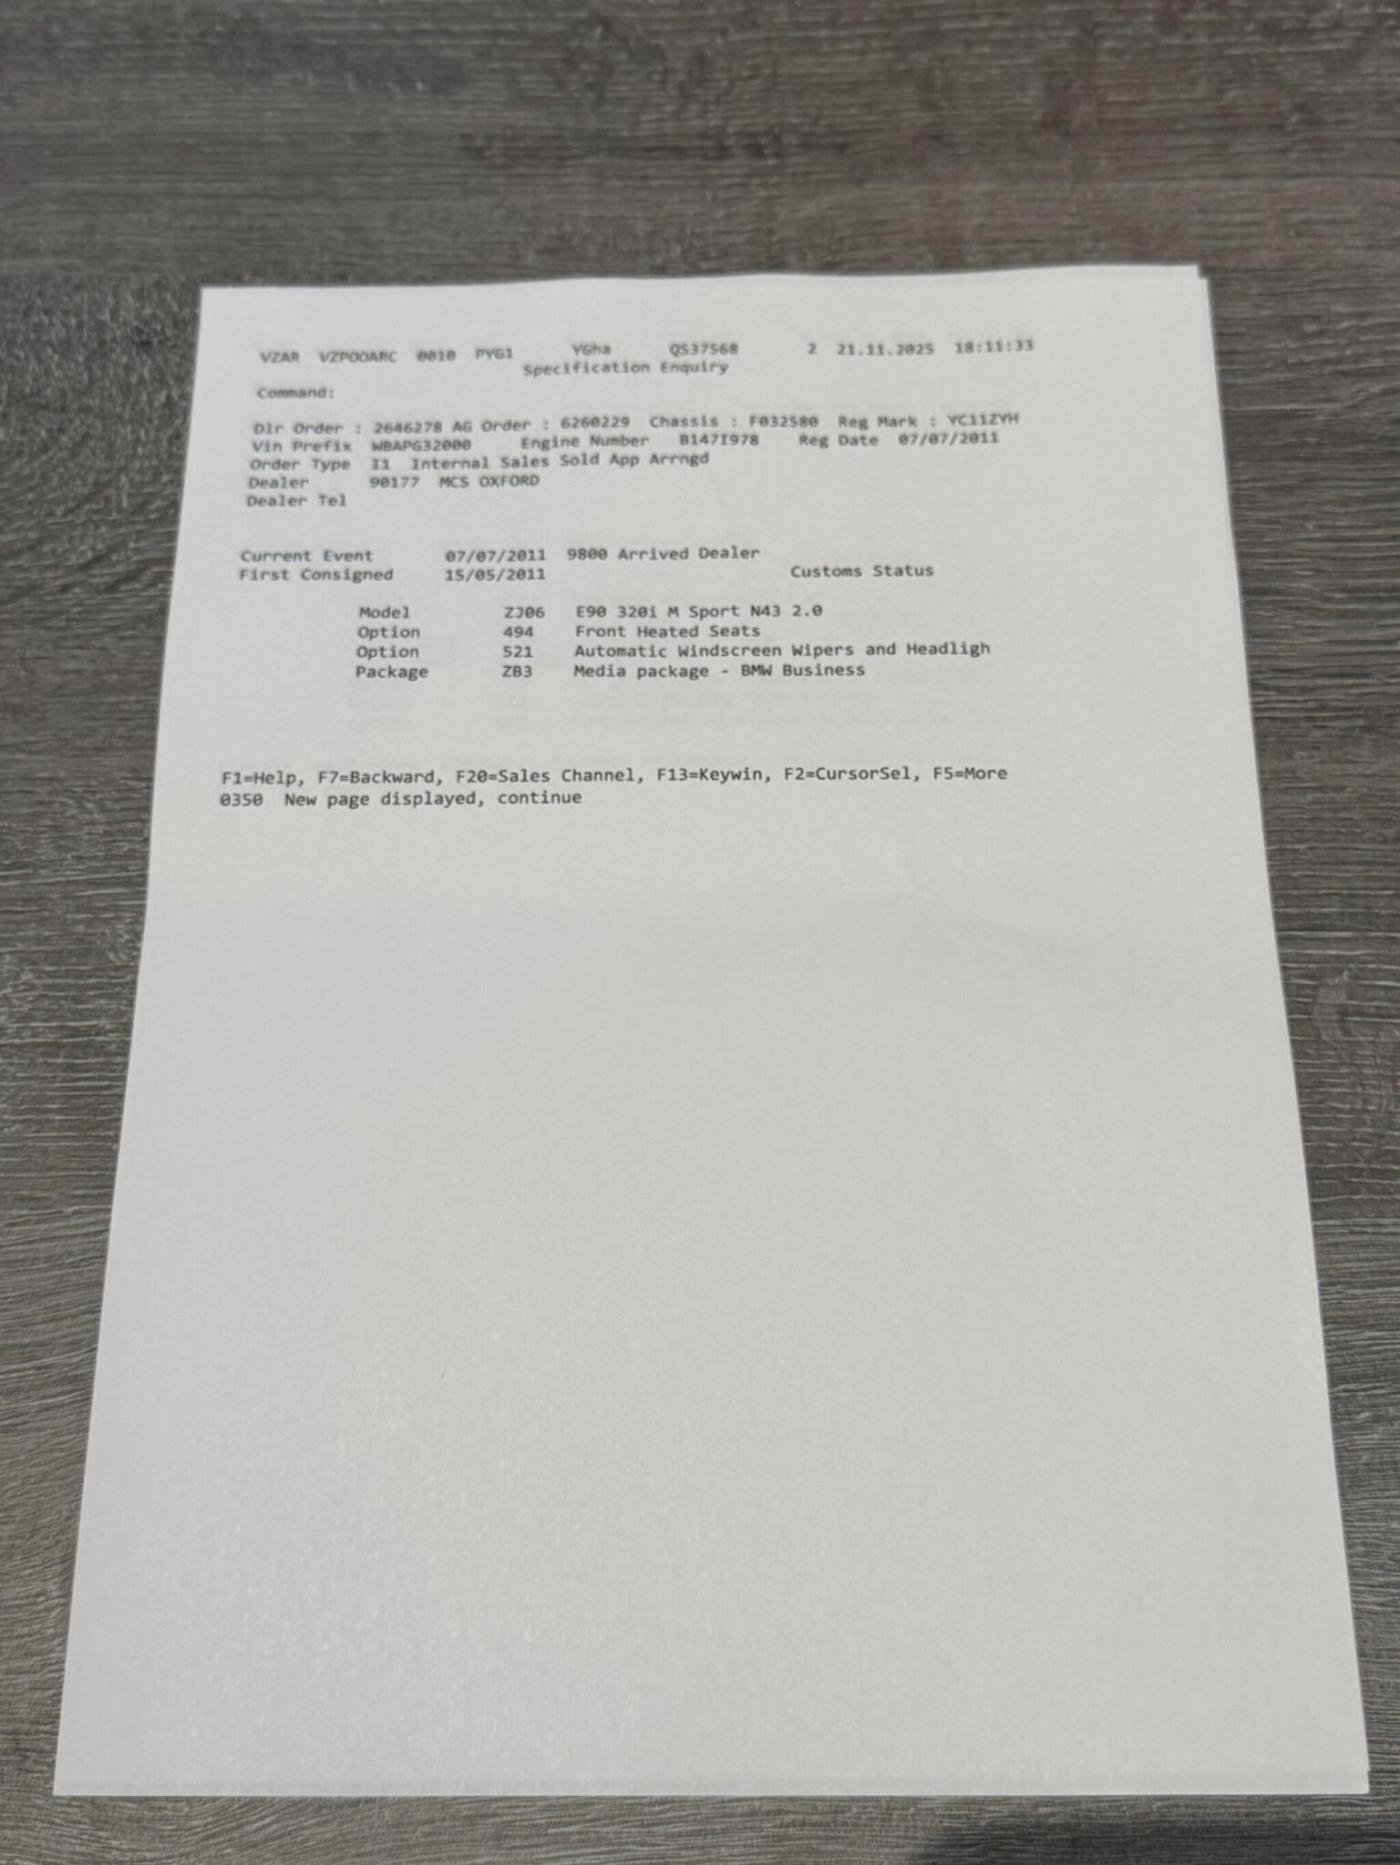 VZAR VZPOOARC 0010 PYG1 YGha QS37568 2 21.11.2025 18:11:33
Specification Enquiry
Command:
Dlr Order : 2646278 AG Order : 6260229 Chassis : F032580 Reg Mark : YC11ZYH
Vin Prefix WBAPG32000 Engine Number B147I978 Reg Date 07/07/2011
Order Type I1 Internal Sales Sold App Arrngd
Dealer 90177 MCS OXFORD
Dealer Tel
Current Event 07/07/2011 9800 Arrived Dealer
First Consigned 15/05/2011 Customs Status
Model ZJ06 E90 320i M Sport N43 2.0
Option 494 Front Heated Seats
Option 521 Automatic Windscreen Wipers and Headligh
Package ZB3 Media package - BMW Business
F1=Help, F7=Backward, F20=Sales Channel, F13=Keywin, F2=CursorSel, F5=More
0350 New page displayed, continue